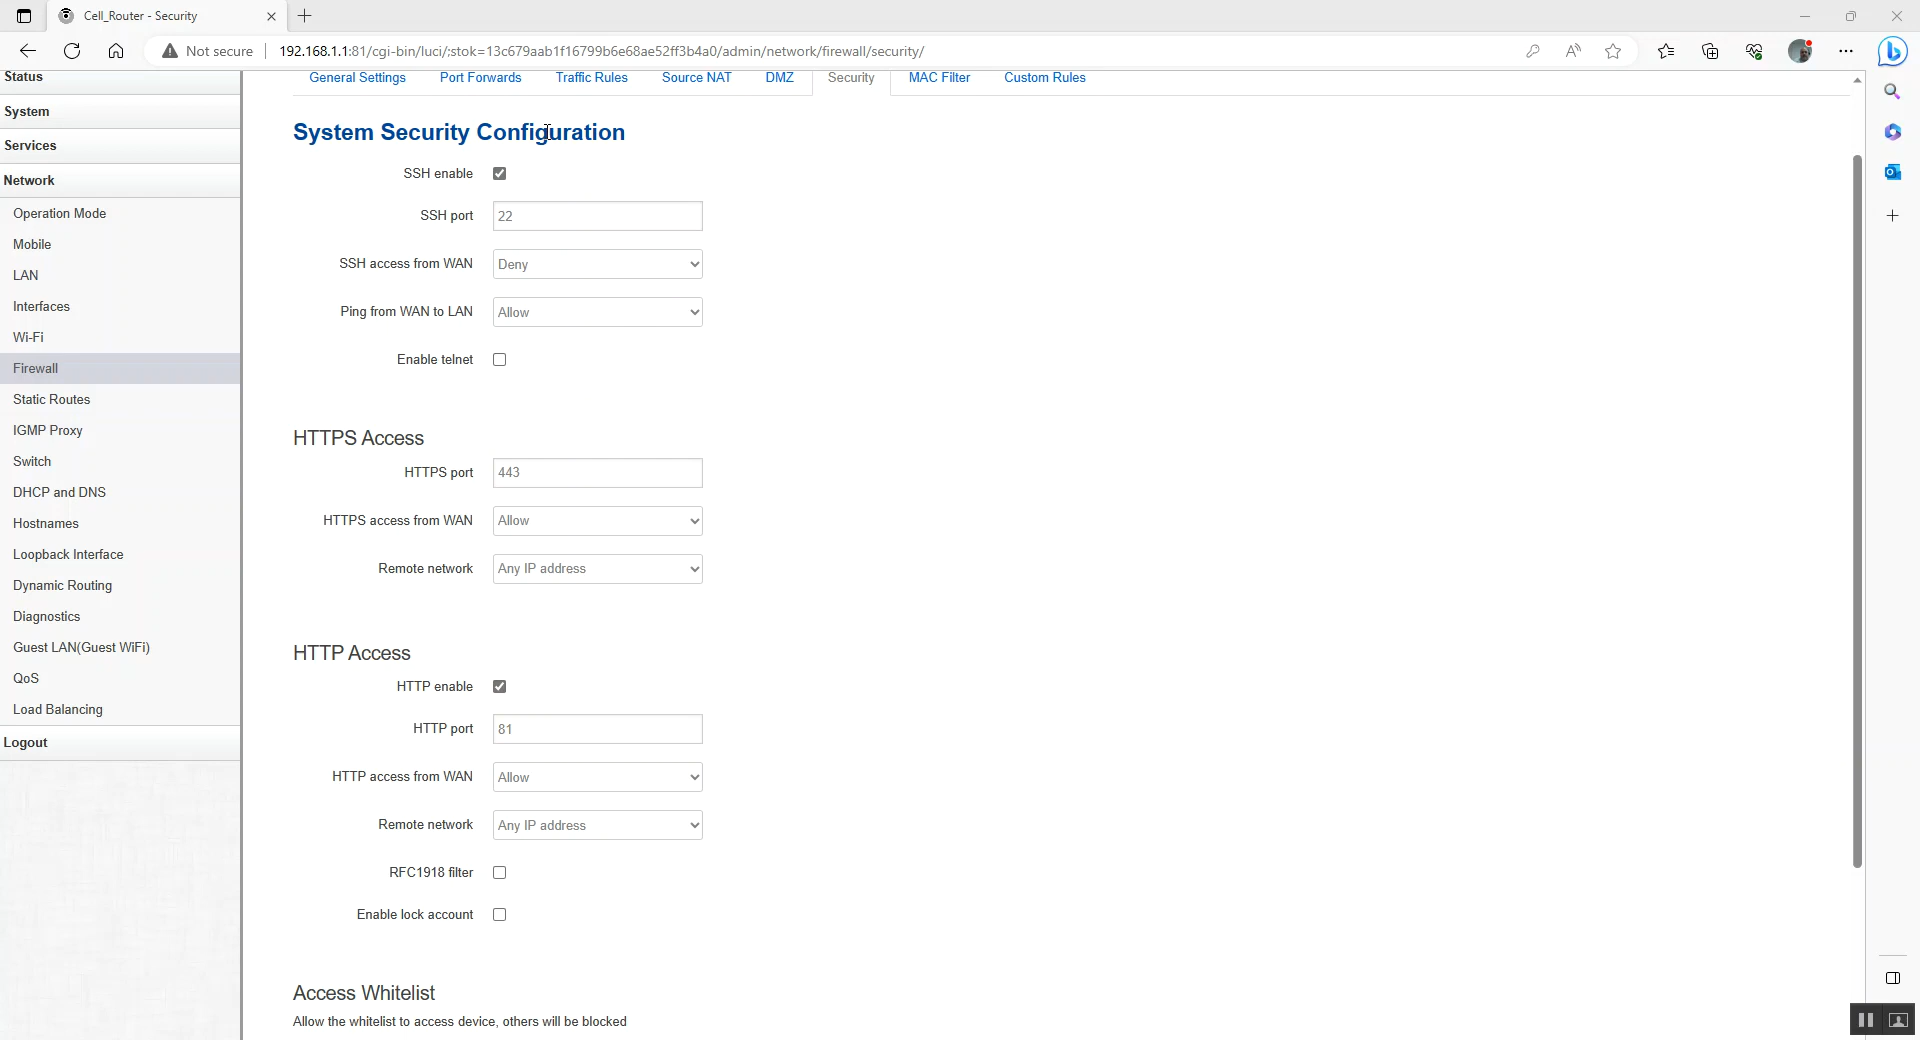 Cell_Router - Security
Not secure
192.168.1.1:81/cgi-bin/luci/;stok=13c679aab1f16799b6e68ae52ff3b4a0/admin/network/firewall/security/
Status
System
Services
Network
Operation Mode
Mobile
LAN
Interfaces
Wi-Fi
Firewall
Static Routes
IGMP Proxy
Switch
DHCP and DNS
Hostnames
Loopback Interface
Dynamic Routing
Diagnostics
Guest LAN(Guest WiFi)
QoS
Load Balancing
Logout
General Settings Port Forwards Traffic Rules Source NAT DMZ Security MAC Filter Custom Rules
System Security Configuration
SSH enable
SSH port 22
SSH access from WAN Deny
Ping from WAN to LAN Allow
Enable telnet
HTTPS Access
HTTPS port 443
HTTPS access from WAN Allow
Remote network Any IP address
HTTP Access
HTTP enable
HTTP port 81
HTTP access from WAN Allow
Remote network Any IP address
RFC1918 filter
Enable lock account
Access Whitelist
Allow the whitelist to access device, others will be blocked